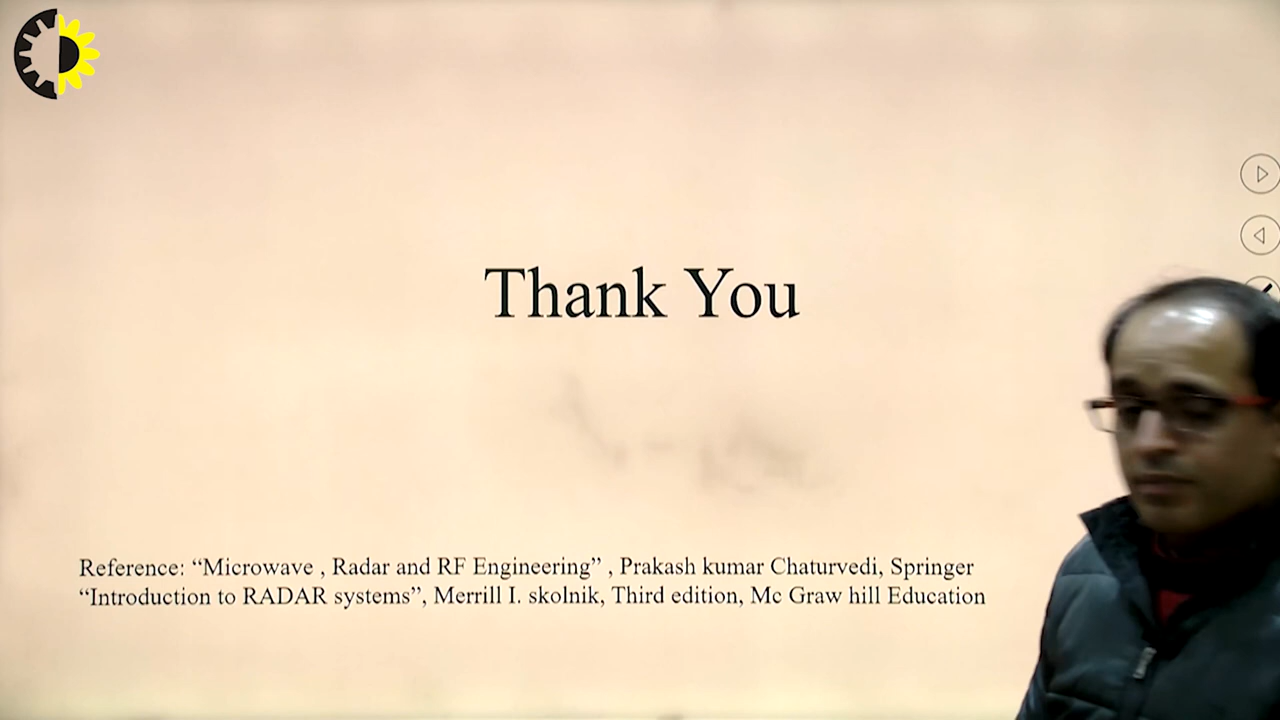 Thank You
Reference: “Microwave , Radar and RF Engineering” , Prakash kumar Chaturvedi, Springer
“Introduction to RADAR systems”, Merrill I. skolnik, Third edition, Mc Graw hill Education